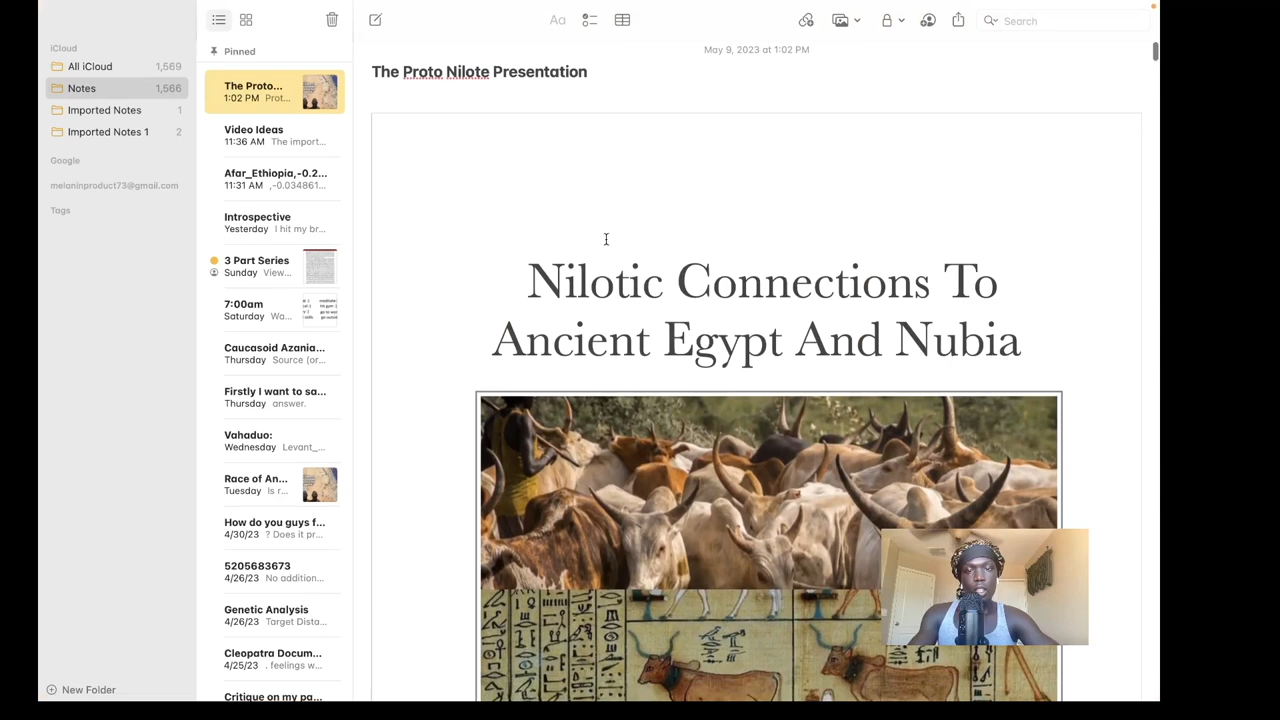 iCloud
All iCloud 1,569
Notes 1,566
Imported Notes 1
Imported Notes 1 2
Google
melaninproduct73@gmail.com
Tags
New Folder
Pinned
The Proto...
1:02 PM Prot...
Video Ideas
11:36 AM The import...
Afar_Ethiopia,-0.2...
11:31 AM ,-0.034861...
Introspective
Yesterday I hit my br...
3 Part Series
Sunday View...
7:00am
Saturday Wa...
Caucasoid Azania...
Thursday Source (or...
Firstly I want to sa...
Thursday answer.
Vahaduo:
Wednesday Levant_...
Race of An...
Tuesday Is r...
How do you guys f...
4/30/23 ? Does it pr...
5205683673
4/26/23 No addition...
Genetic Analysis
4/26/23 Target Dista...
Cleopatra Docum...
4/25/23 . feelings w...
Critique on my pa...
Aa
Search
May 9, 2023 at 1:02 PM
The Proto Nilote Presentation
Nilotic Connections To
Ancient Egypt And Nubia